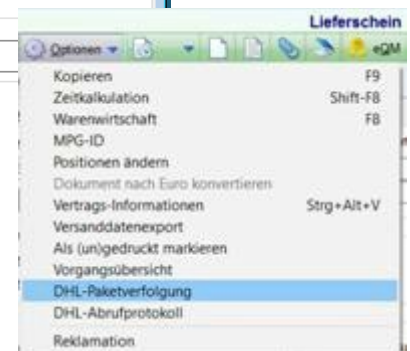 Lieferschein
Optionen eQM
Kopieren F9
Zeitkalkulation Shift-F8
Warenwirtschaft F8
MPG-ID
Positionen ändern
Dokument nach Euro konvertieren
Vertrags-Informationen Strg+Alt+V
Versanddatenexport
Als (un)gedruckt markieren
Vorgangsübersicht
DHL-Paketverfolgung
DHL-Abrufprotokoll
Reklamation